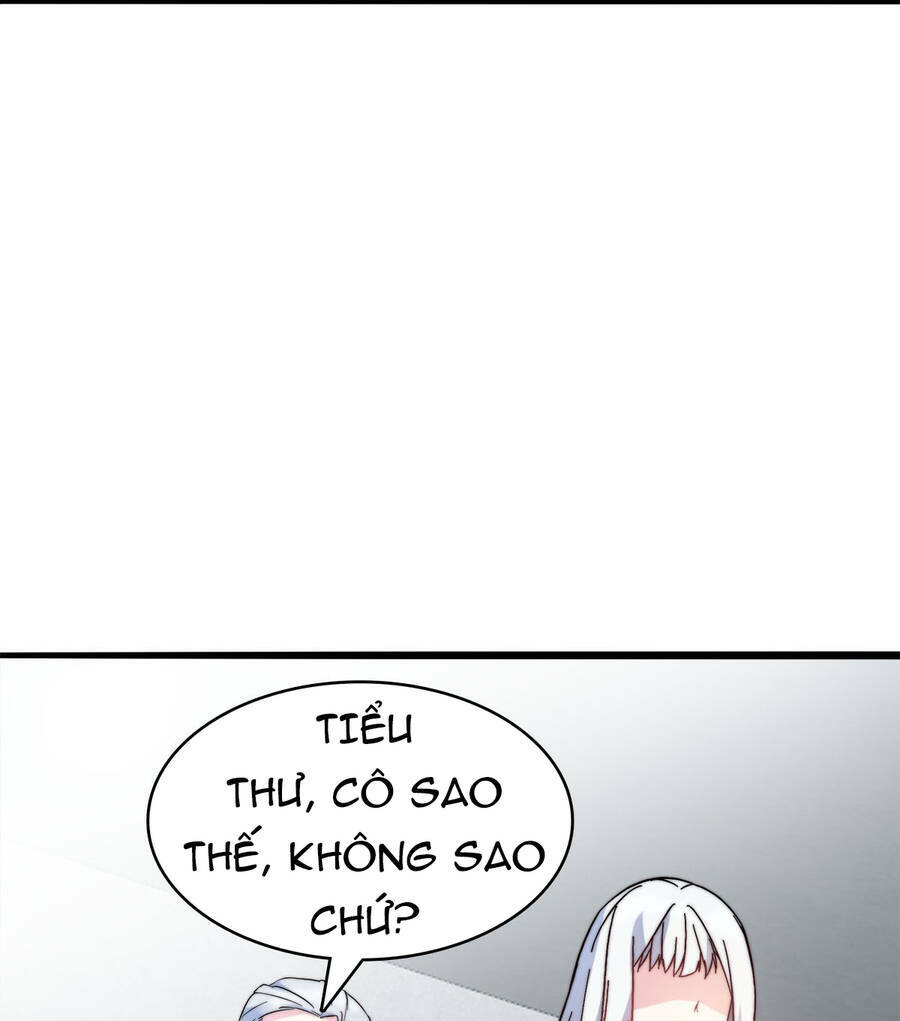 TIỂU
THƯ, CÔ SAO
THẾ, KHÔNG SAO
CHỨ?